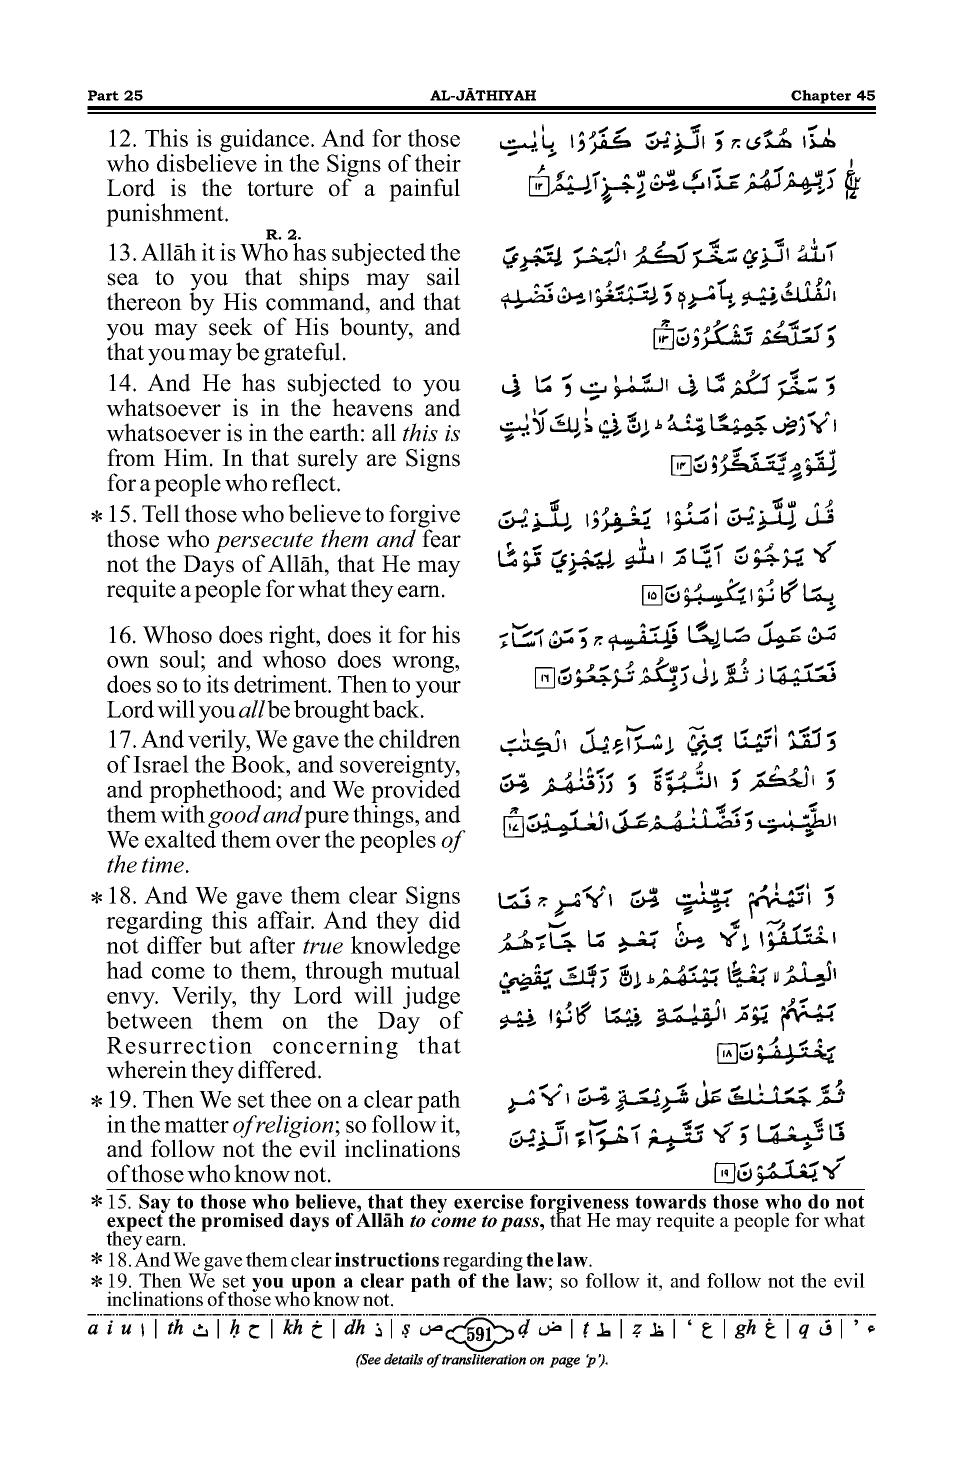 Part 25 AL-JĀTHIYAH Chapter 45
12. This is guidance. And for those
who disbelieve in the Signs of their
Lord is the torture of a painful
punishment.
R. 2.
13. Allāh it is Who has subjected the
sea to you that ships may sail
thereon by His command, and that
you may seek of His bounty, and
that you may be grateful.
14. And He has subjected to you
whatsoever is in the heavens and
whatsoever is in the earth: all this is
from Him. In that surely are Signs
for a people who reflect.
*15. Tell those who believe to forgive
those who persecute them and fear
not the Days of Allāh, that He may
requite a people for what they earn.
16. Whoso does right, does it for his
own soul; and whoso does wrong,
does so to its detriment. Then to your
Lord will you all be brought back.
17. And verily, We gave the children
of Israel the Book, and sovereignty,
and prophethood; and We provided
them with good and pure things, and
We exalted them over the peoples of
the time.
*18. And We gave them clear Signs
regarding this affair. And they did
not differ but after true knowledge
had come to them, through mutual
envy. Verily, thy Lord will judge
between them on the Day of
Resurrection concerning that
wherein they differed.
*19. Then We set thee on a clear path
in the matter of religion; so follow it,
and follow not the evil inclinations
of those who know not.
هٰذَا هُدًى ۚ وَ الَّذِيْنَ كَفَرُوْا بِاٰيٰتِ
رَبِّهِمْ لَهُمْ عَذَابٌ مِّنْ رِّجْزٍ اَلِيْمٌ ۱۲
اَللّٰهُ الَّذِيْ سَخَّرَ لَكُمُ الْبَحْرَ لِتَجْرِيَ
الْفُلْكُ فِيْهِ بِاَمْرِهٖ وَ لِتَبْتَغُوْا مِنْ فَضْلِهٖ
وَ لَعَلَّكُمْ تَشْكُرُوْنَ ۱۳
وَ سَخَّرَ لَكُمْ مَّا فِى السَّمٰوٰتِ وَ مَا فِى
الْاَرْضِ جَمِيْعًا مِّنْهُ ؕ اِنَّ فِيْ ذٰلِكَ لَاٰيٰتٍ
لِّقَوْمٍ يَّتَفَكَّرُوْنَ ۱۴
قُلْ لِّلَّذِيْنَ اٰمَنُوْا يَغْفِرُوْا لِلَّذِيْنَ
لَا يَرْجُوْنَ اَيَّامَ اللّٰهِ لِيَجْزِيَ قَوْمًا
بِمَا كَانُوْا يَكْسِبُوْنَ ۱۵
مَنْ عَمِلَ صَالِحًا فَلِنَفْسِهٖ ۚ وَ مَنْ اَسَآءَ
فَعَلَيْهَا ؗ ثُمَّ اِلٰى رَبِّكُمْ تُرْجَعُوْنَ ۱۶
وَ لَقَدْ اٰتَيْنَا بَنِيْۤ اِسْرَآءِيْلَ الْكِتٰبَ
وَ الْحُكْمَ وَ النُّبُوَّةَ وَ رَزَقْنٰهُمْ مِّنَ
الطَّيِّبٰتِ وَ فَضَّلْنٰهُمْ عَلَى الْعٰلَمِيْنَ ۱۷
وَ اٰتَيْنٰهُمْ بَيِّنٰتٍ مِّنَ الْاَمْرِ ۚ فَمَا
اخْتَلَفُوْۤا اِلَّا مِنْۢ بَعْدِ مَا جَآءَهُمُ
الْعِلْمُ ۙ بَغْيًۢا بَيْنَهُمْ ؕ اِنَّ رَبَّكَ يَقْضِيْ
بَيْنَهُمْ يَوْمَ الْقِيٰمَةِ فِيْمَا كَانُوْا فِيْهِ
يَخْتَلِفُوْنَ ۱۸
ثُمَّ جَعَلْنٰكَ عَلٰى شَرِيْعَةٍ مِّنَ الْاَمْرِ
فَاتَّبِعْهَا وَ لَا تَتَّبِعْ اَهْوَآءَ الَّذِيْنَ
لَا يَعْلَمُوْنَ ۱۹
*15. Say to those who believe, that they exercise forgiveness towards those who do not
expect the promised days of Allāh to come to pass, that He may requite a people for what
they earn.
*18. And We gave them clear instructions regarding the law.
*19. Then We set you upon a clear path of the law; so follow it, and follow not the evil
inclinations of those who know not.
a i u ا | th ث | ḥ ح | kh خ | dh ذ | ṣ ص 591 ḍ ض | ṭ ط | ẓ ظ | ‘ ع | gh غ | q ق | ’ ء
(See details of transliteration on page ‘p’).